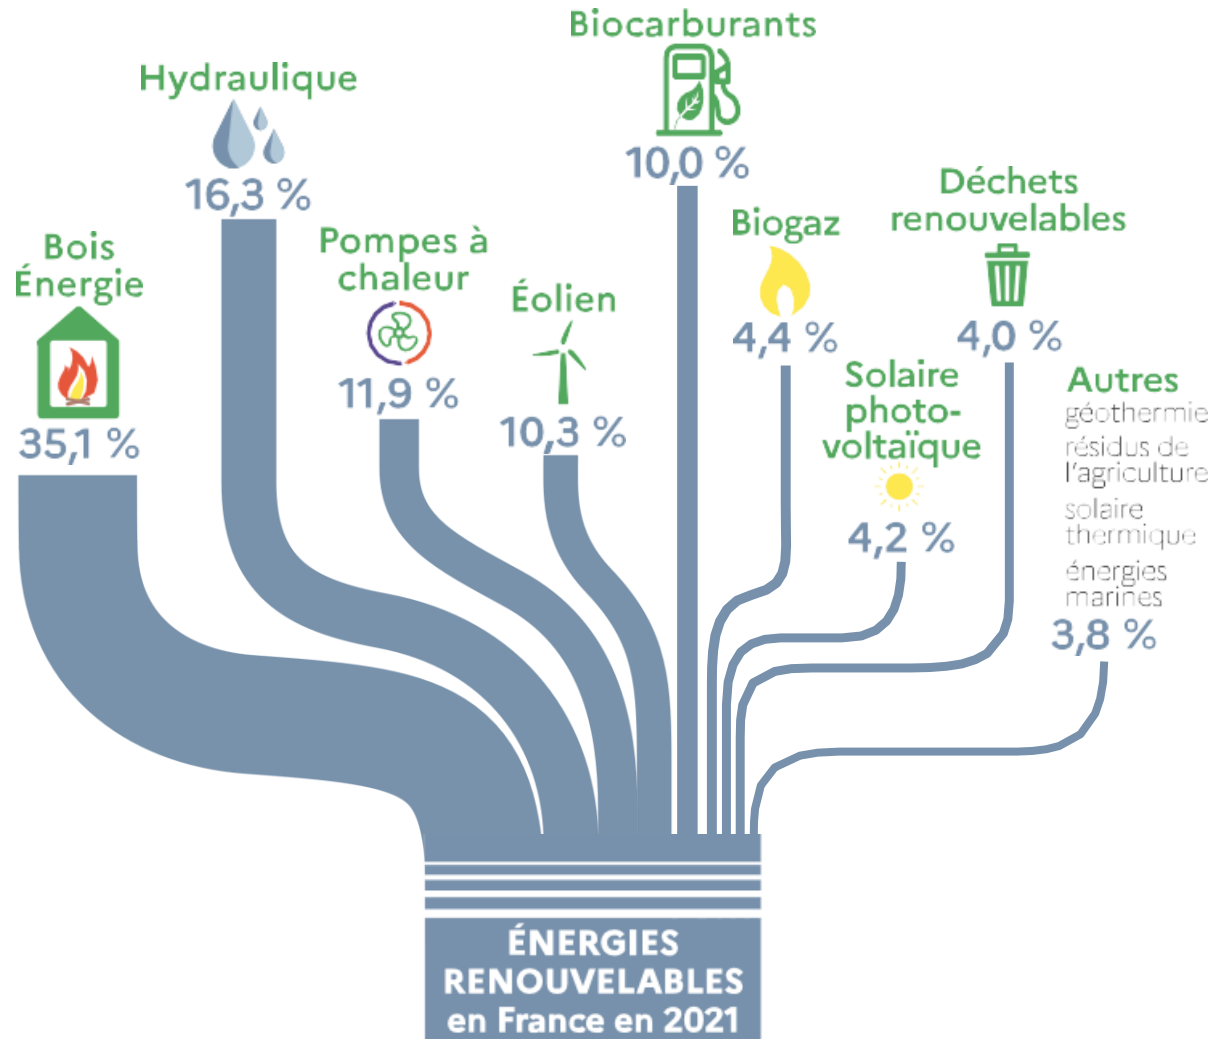 Biocarburants
10,0 %
Hydraulique
16,3 %
Bois
Énergie
35,1 %
Pompes à
chaleur
11,9 %
Éolien
10,3 %
Biogaz
4,4 %
Déchets
renouvelables
4,0 %
Solaire
photo-
voltaïque
4,2 %
Autres
géothermie
résidus de
l'agriculture
solaire
thermique
énergies
marines
3,8 %
ÉNERGIES
RENOUVELABLES
en France en 2021